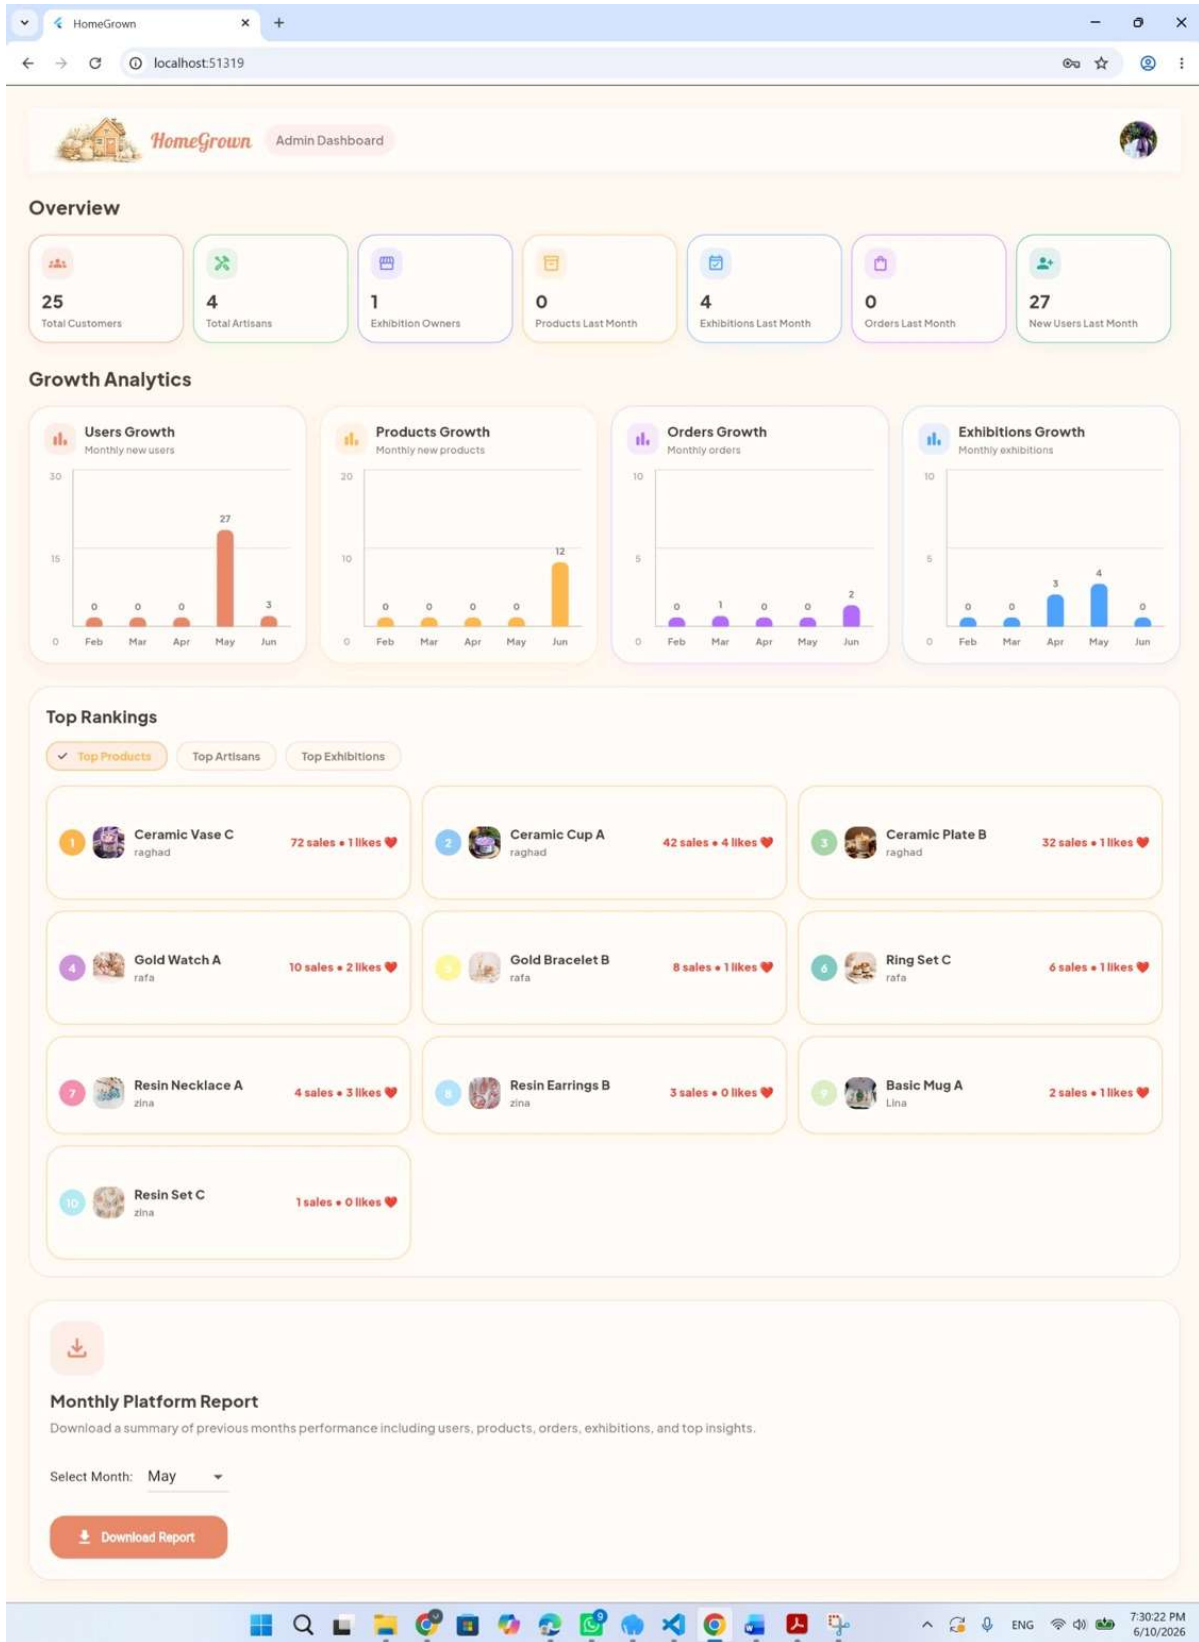 HomeGrown
localhost:51319
HomeGrown Admin Dashboard
Overview
25
Total Customers
4
Total Artisans
1
Exhibition Owners
0
Products Last Month
4
Exhibitions Last Month
0
Orders Last Month
27
New Users Last Month
Growth Analytics
Users Growth
Monthly new users
30
15
0
0 0 0 27 3
Feb Mar Apr May Jun
Products Growth
Monthly new products
20
10
0
0 0 0 0 12
Feb Mar Apr May Jun
Orders Growth
Monthly orders
10
5
0
0 1 0 0 2
Feb Mar Apr May Jun
Exhibitions Growth
Monthly exhibitions
10
5
0
0 0 3 4 0
Feb Mar Apr May Jun
Top Rankings
Top Products Top Artisans Top Exhibitions
1 Ceramic Vase C 72 sales • 1 likes ❤️
raghad
2 Ceramic Cup A 42 sales • 4 likes ❤️
raghad
3 Ceramic Plate B 32 sales • 1 likes ❤️
raghad
4 Gold Watch A 10 sales • 2 likes ❤️
rafa
5 Gold Bracelet B 8 sales • 1 likes ❤️
rafa
6 Ring Set C 6 sales • 1 likes ❤️
rafa
7 Resin Necklace A 4 sales • 3 likes ❤️
zina
8 Resin Earrings B 3 sales • 0 likes ❤️
zina
9 Basic Mug A 2 sales • 1 likes ❤️
Lina
10 Resin Set C 1 sales • 0 likes ❤️
zina
Monthly Platform Report
Download a summary of previous months performance including users, products, orders, exhibitions, and top insights.
Select Month: May
Download Report
9
ENG
7:30:22 PM
6/10/2026